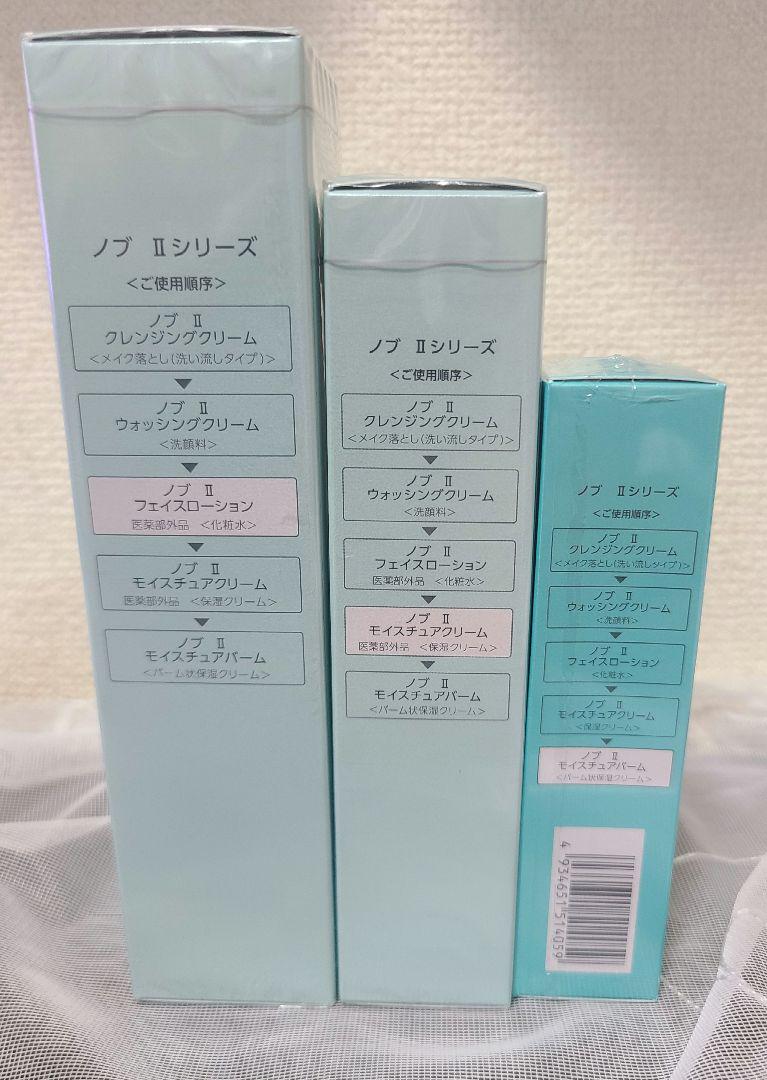 ノブ Ⅱシリーズ
＜ご使用順序＞
ノブ Ⅱ
クレンジングクリーム
＜メイク落とし(洗い流しタイプ)＞
ノブ Ⅱ
ウォッシングクリーム
＜洗顔料＞
ノブ Ⅱ
フェイスローション
医薬部外品 ＜化粧水＞
ノブ Ⅱ
モイスチュアクリーム
医薬部外品 ＜保湿クリーム＞
ノブ Ⅱ
モイスチュアバーム
＜バーム状保湿クリーム＞
ノブ Ⅱシリーズ
＜ご使用順序＞
ノブ Ⅱ
クレンジングクリーム
＜メイク落とし(洗い流しタイプ)＞
ノブ Ⅱ
ウォッシングクリーム
＜洗顔料＞
ノブ Ⅱ
フェイスローション
医薬部外品 ＜化粧水＞
ノブ Ⅱ
モイスチュアクリーム
医薬部外品 ＜保湿クリーム＞
ノブ Ⅱ
モイスチュアバーム
＜バーム状保湿クリーム＞
ノブ Ⅱシリーズ
＜ご使用順序＞
ノブ Ⅱ
クレンジングクリーム
＜メイク落とし(洗い流しタイプ)＞
ノブ Ⅱ
ウォッシングクリーム
＜洗顔料＞
ノブ Ⅱ
フェイスローション
＜化粧水＞
ノブ Ⅱ
モイスチュアクリーム
＜保湿クリーム＞
ノブ Ⅱ
モイスチュアバーム
＜バーム状保湿クリーム＞
4934651514059